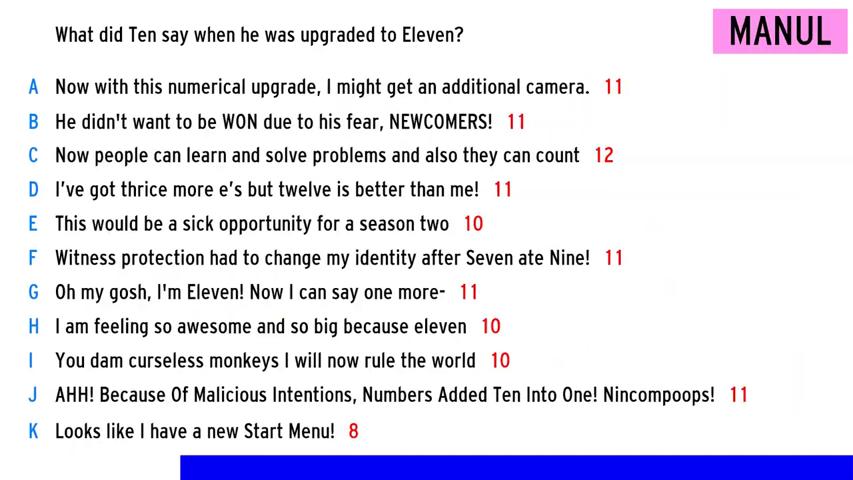 What did Ten say when he was upgraded to Eleven?
MANUL
A Now with this numerical upgrade, I might get an additional camera. 11
B He didn't want to be WON due to his fear, NEWCOMERS! 11
C Now people can learn and solve problems and also they can count 12
D I've got thrice more e's but twelve is better than me! 11
E This would be a sick opportunity for a season two 10
F Witness protection had to change my identity after Seven ate Nine! 11
G Oh my gosh, I'm Eleven! Now I can say one more- 11
H I am feeling so awesome and so big because eleven 10
I You dam curseless monkeys I will now rule the world 10
J AHH! Because Of Malicious Intentions, Numbers Added Ten Into One! Nincompoops! 11
K Looks like I have a new Start Menu! 8